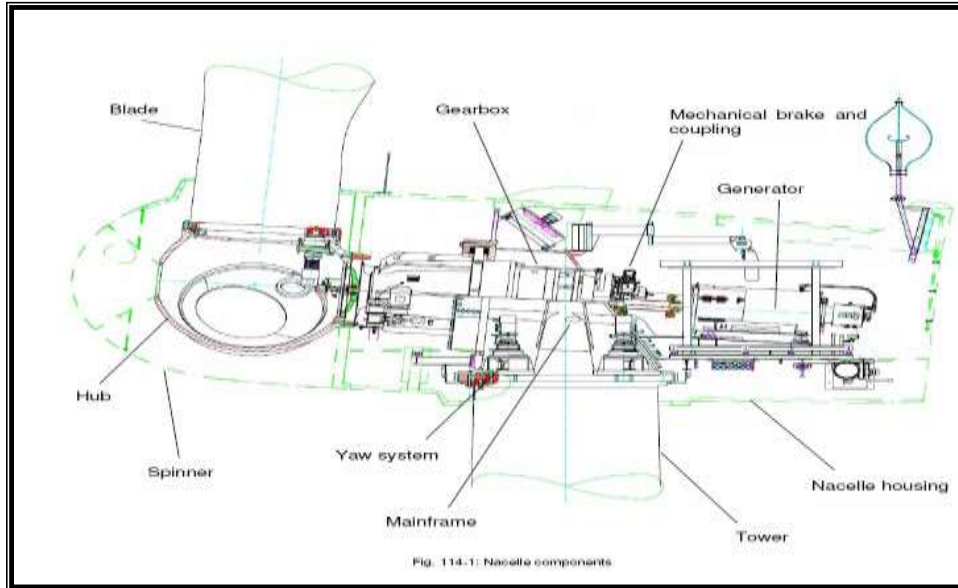 Blade
Gearbox
Mechanical brake and
coupling
Generator
Hub
Spinner
Yaw system
Mainframe
Nacelle housing
Tower
Fig. 114-1: Nacelle components